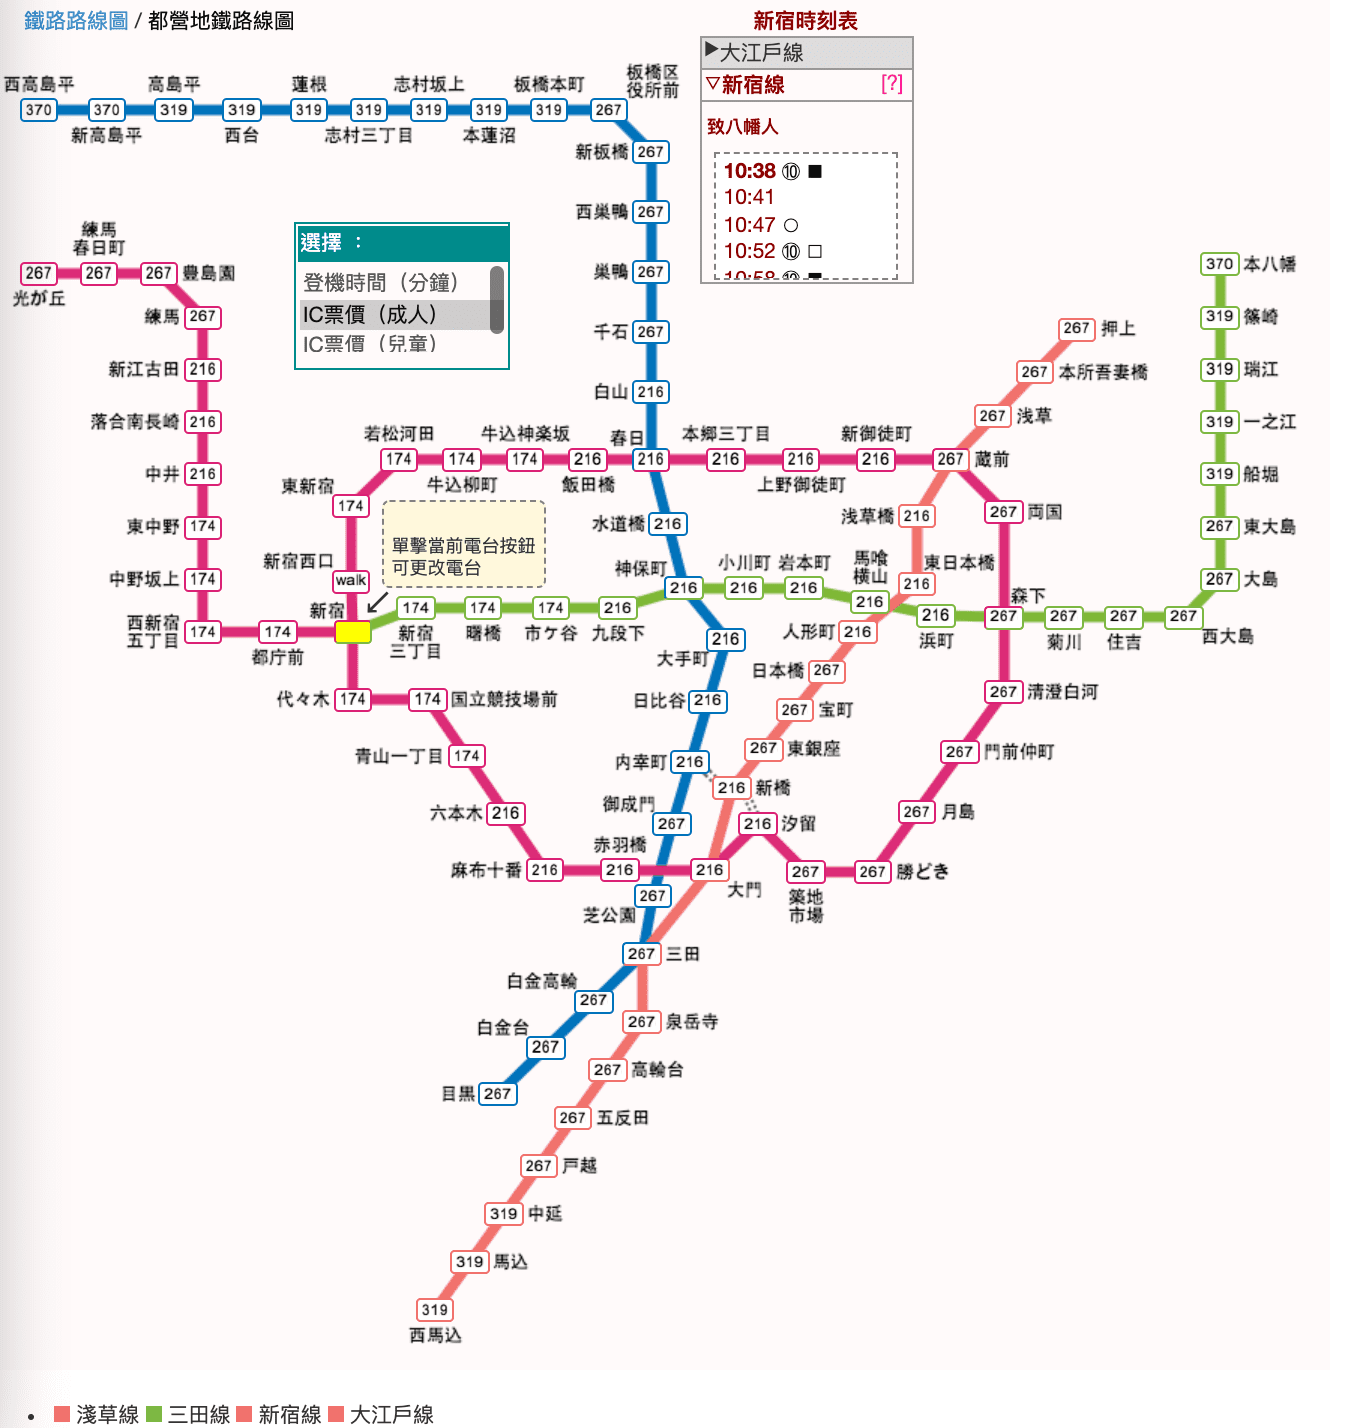 鐵路路線圖 / 都營地鐵路線圖
新宿時刻表
▶大江戶線
▽新宿線 [?]
致八幡人
10:38 ⑩ ■
10:41
10:47 ○
10:52 ⑩ □
10:58 ⑩ ■
選擇 ：
登機時間（分鐘）
IC票價（成人）
IC票價（兒童）
單擊當前電台按鈕
可更改電台
西高島平 370
新高島平 370
高島平 319
西台 319
蓮根 319
志村三丁目 319
志村坂上 319
本蓮沼 319
板橋本町 319
板橋区
役所前 267
新板橋 267
西巣鴨 267
巣鴨 267
千石 267
白山 216
春日 216
水道橋 216
神保町 216
大手町 216
日比谷 216
内幸町 216
御成門 267
芝公園 267
三田 267
白金高輪 267
白金台 267
目黒 267
光が丘 267
練馬
春日町 267
豊島園 267
練馬 267
新江古田 216
落合南長崎 216
中井 216
東中野 174
中野坂上 174
西新宿
五丁目 174
都庁前 174
新宿
新宿西口 walk
東新宿 174
若松河田 174
牛込柳町 174
牛込神楽坂 174
飯田橋 216
本郷三丁目 216
上野御徒町 216
新御徒町 216
蔵前 267
両国 267
森下 267
清澄白河 267
門前仲町 267
月島 267
勝どき 267
築地
市場 267
汐留 216
大門 216
赤羽橋 216
麻布十番 216
六本木 216
青山一丁目 174
国立競技場前 174
代々木 174
新宿
三丁目 174
曙橋 174
市ケ谷 174
九段下 216
小川町 216
岩本町 216
馬喰
横山 216
浜町 216
菊川 267
住吉 267
西大島 267
大島 267
東大島 267
船堀 319
一之江 319
瑞江 319
篠崎 319
本八幡 370
押上 267
本所吾妻橋 267
浅草 267
浅草橋 216
東日本橋 216
人形町 216
日本橋 267
宝町 267
東銀座 267
新橋 216
泉岳寺 267
高輪台 267
五反田 267
戸越 267
中延 319
馬込 319
西馬込 319
淺草線 三田線 新宿線 大江戶線